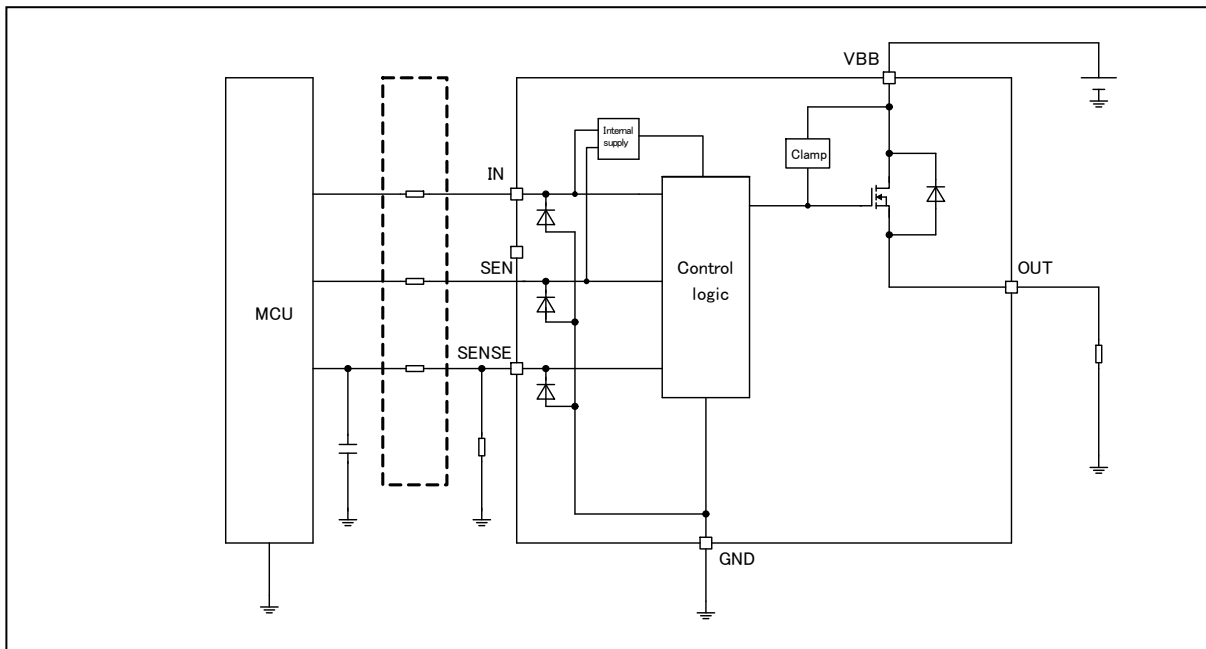 VBB
Internal
supply
Clamp
IN
SEN
Control
logic
OUT
MCU
SENSE
GND